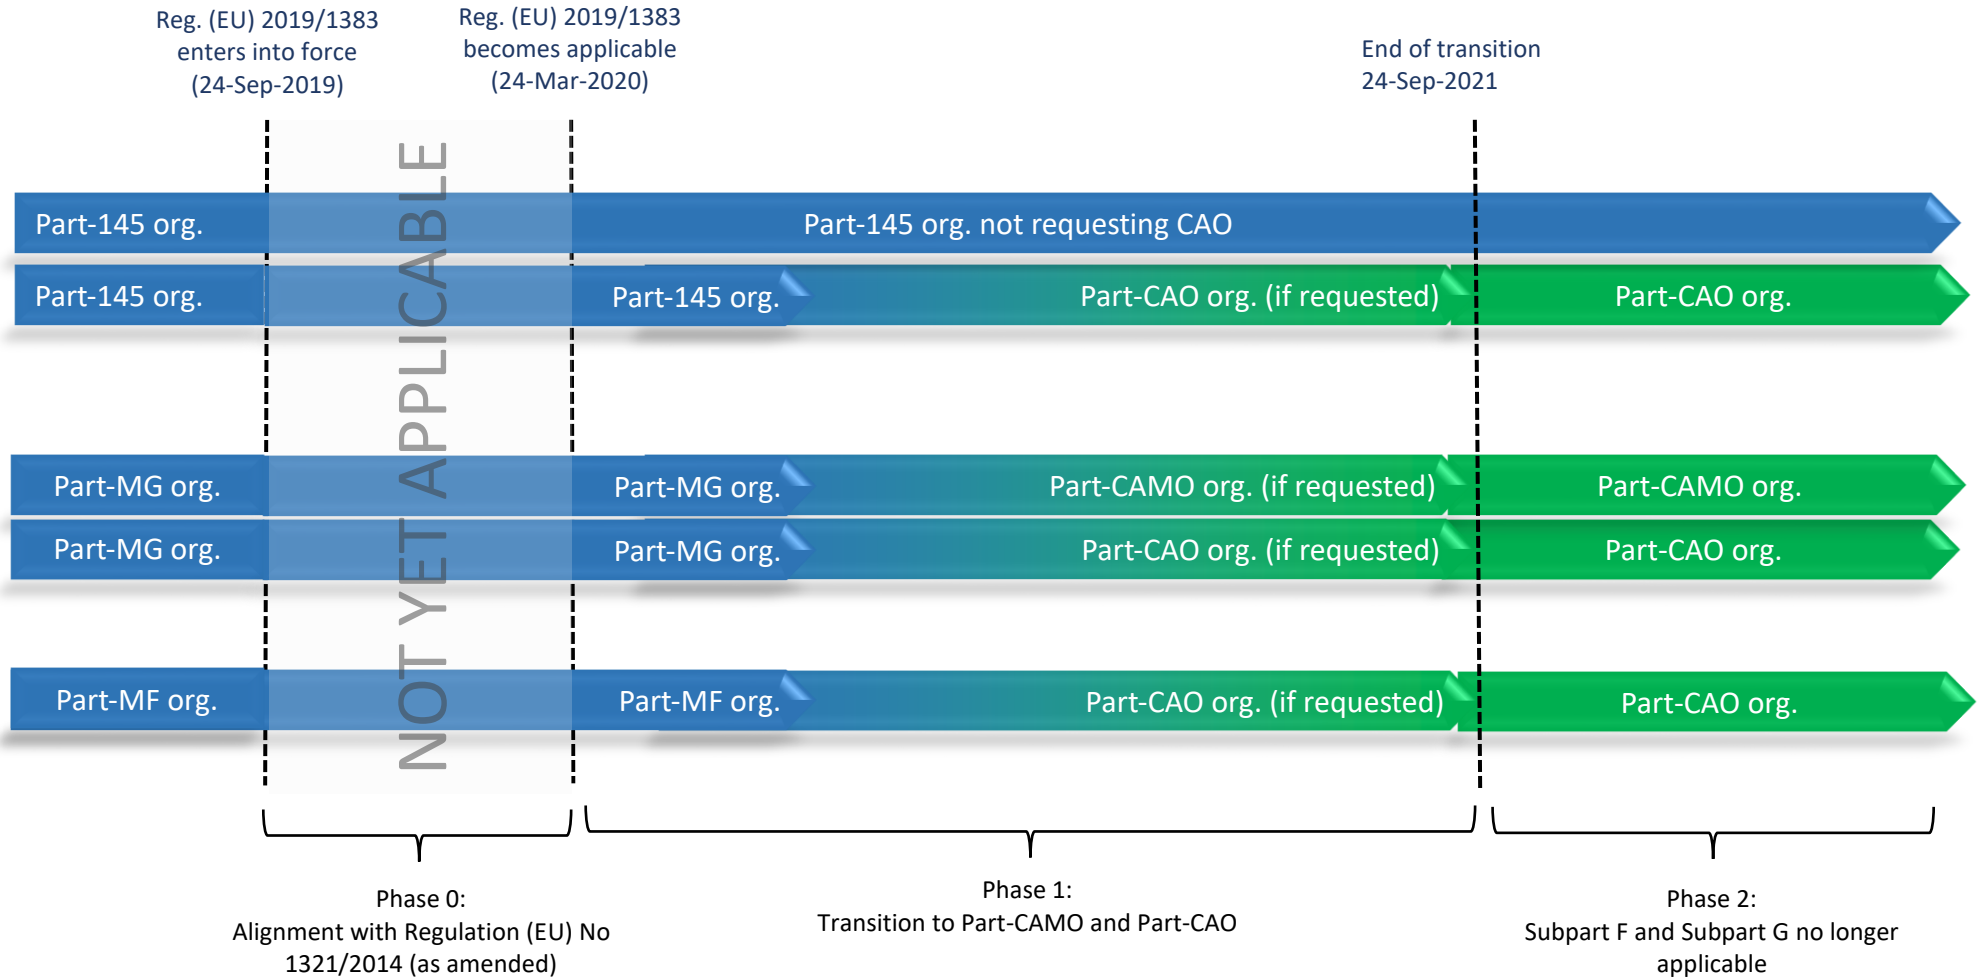 Reg. (EU) 2019/1383
enters into force
(24-Sep-2019)
Reg. (EU) 2019/1383
becomes applicable
(24-Mar-2020)
End of transition
24-Sep-2021
NOT YET APPLICABLE
Part-145 org.
Part-145 org. not requesting CAO
Part-145 org.
Part-145 org.
Part-CAO org. (if requested)
Part-CAO org.
Part-MG org.
Part-MG org.
Part-CAMO org. (if requested)
Part-CAMO org.
Part-MG org.
Part-MG org.
Part-CAO org. (if requested)
Part-CAO org.
Part-MF org.
Part-MF org.
Part-CAO org. (if requested)
Part-CAO org.
Phase 0:
Alignment with Regulation (EU) No
1321/2014 (as amended)
Phase 1:
Transition to Part-CAMO and Part-CAO
Phase 2:
Subpart F and Subpart G no longer
applicable